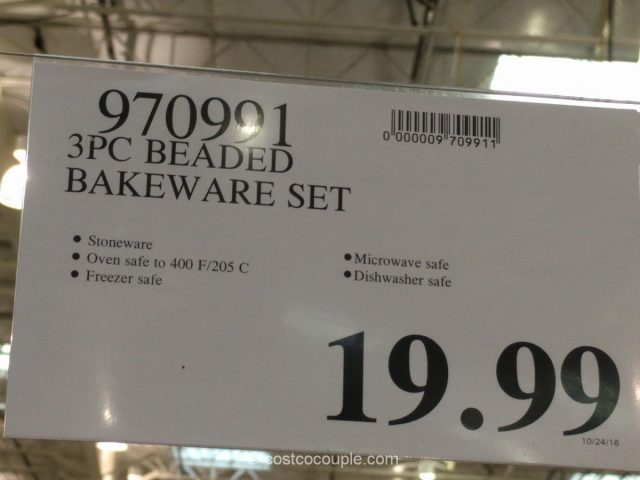 970991
0 000009 709911
3PC BEADED
BAKEWARE SET
• Stoneware
• Oven safe to 400 F/205 C
• Freezer safe
• Microwave safe
• Dishwasher safe
19.99
10/24/16
costcocouple.com